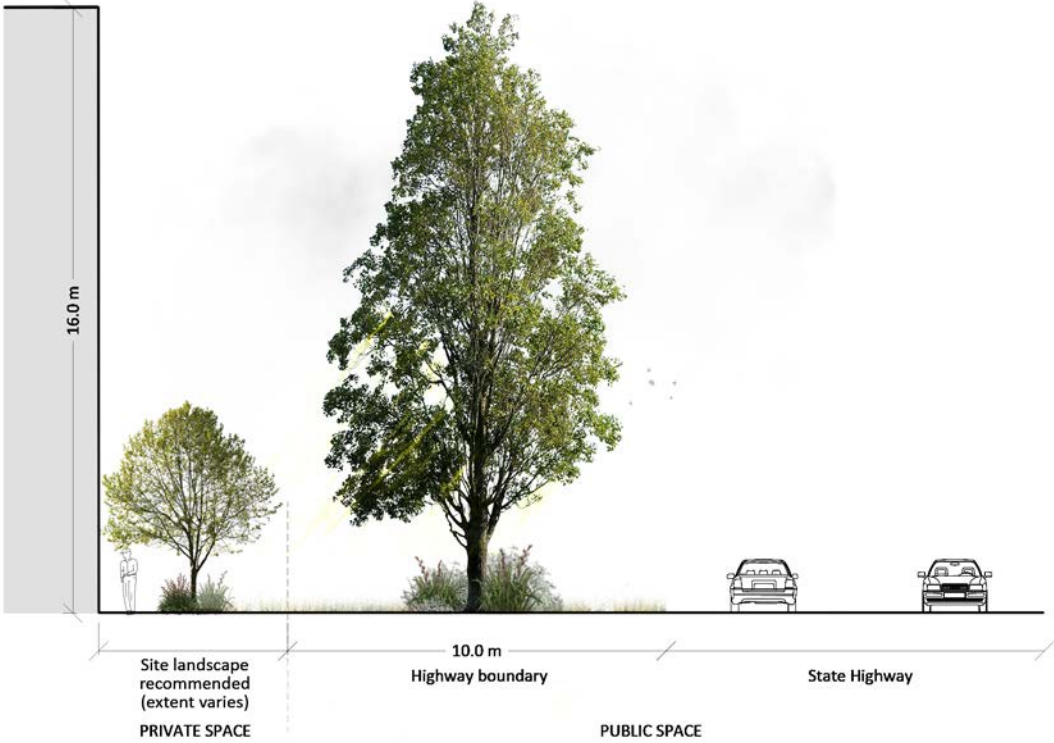 16.0 m
10.0 m
Site landscape
recommended
(extent varies)
Highway boundary
State Highway
PRIVATE SPACE
PUBLIC SPACE